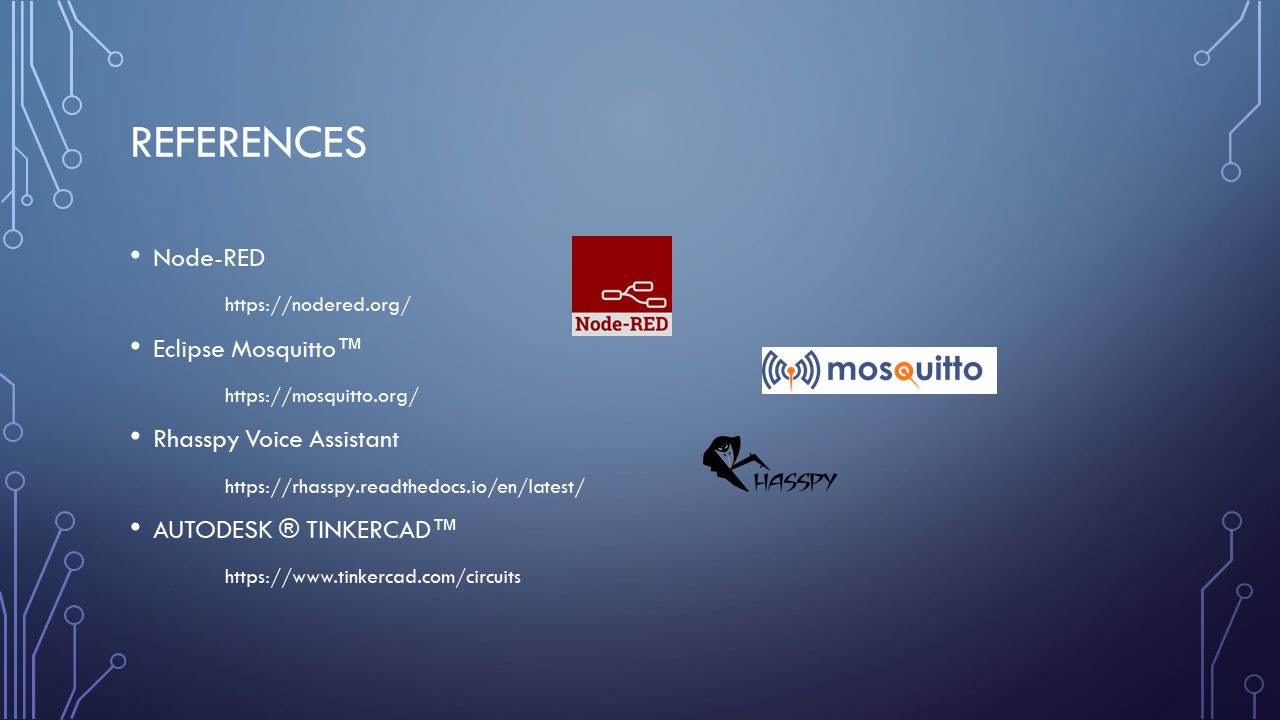 REFERENCES
• Node-RED
https://nodered.org/
Node-RED
• Eclipse Mosquitto™
https://mosquitto.org/
mosquitto
• Rhasspy Voice Assistant
https://rhasspy.readthedocs.io/en/latest/
RHASSPY
• AUTODESK ® TINKERCAD™
https://www.tinkercad.com/circuits